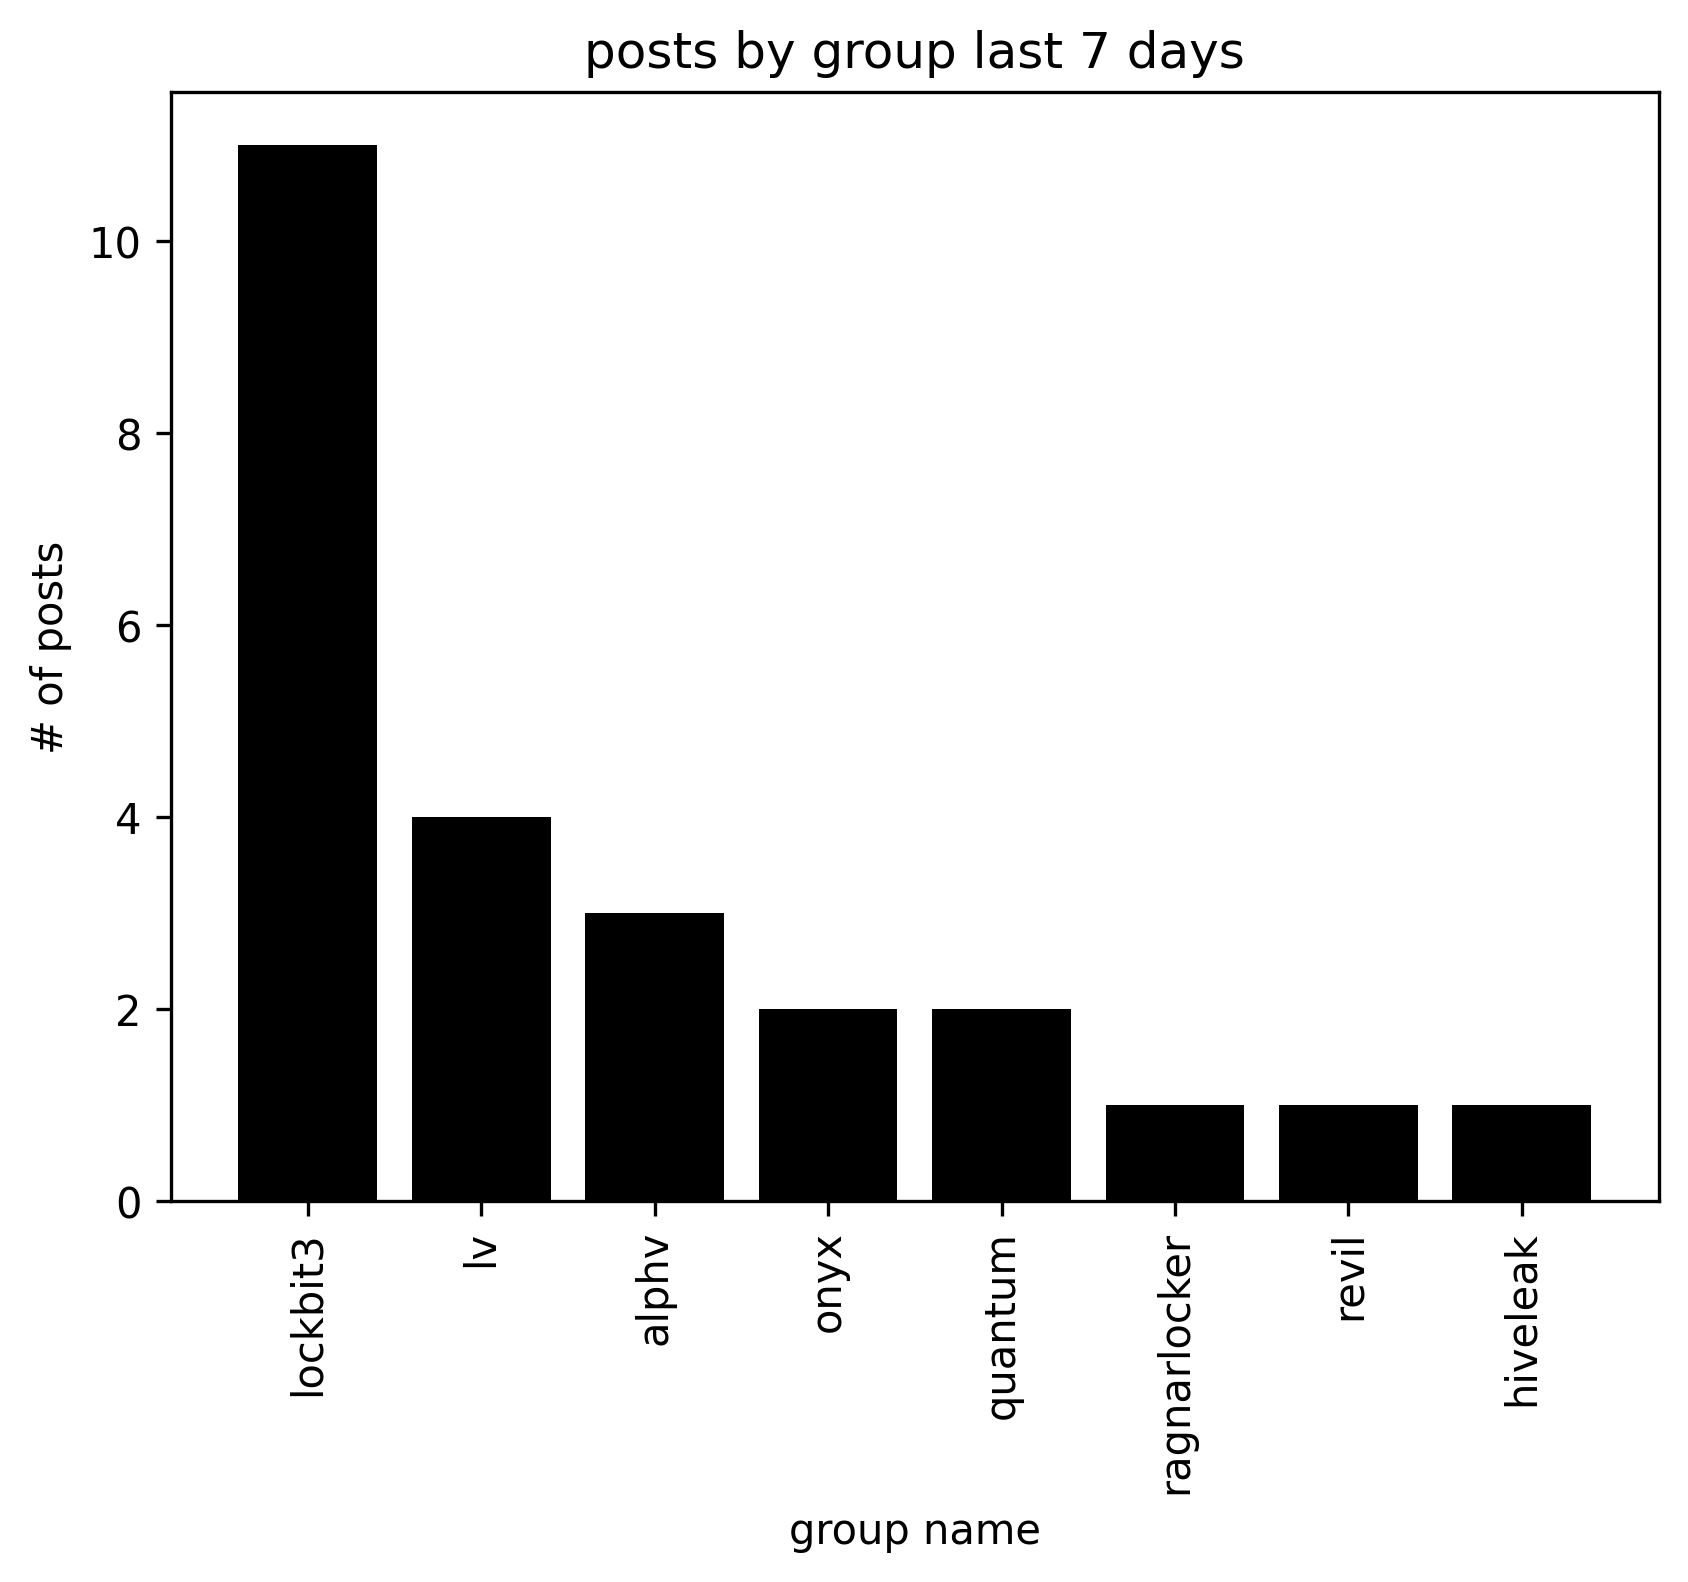 posts by group last 7 days
# of posts
10
8
6
4
2
0
lockbit3
lv
alphv
onyx
quantum
ragnarlocker
revil
hiveleak
group name